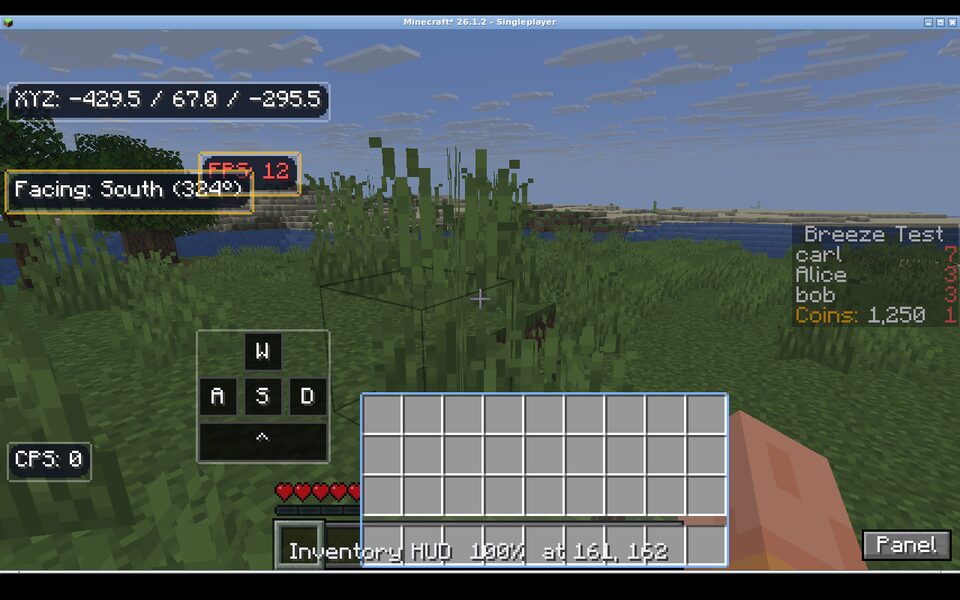 Minecraft* 26.1.2 - Singleplayer
XYZ: -429.5 / 67.0 / -295.5
FPS: 12
Facing: South (324°)
Breeze Test
carl 7
Alice 3
bob 3
Coins: 1,250 1
W
A S D
^
CPS: 0
Inventory HUD 100% at 161, 162
Panel